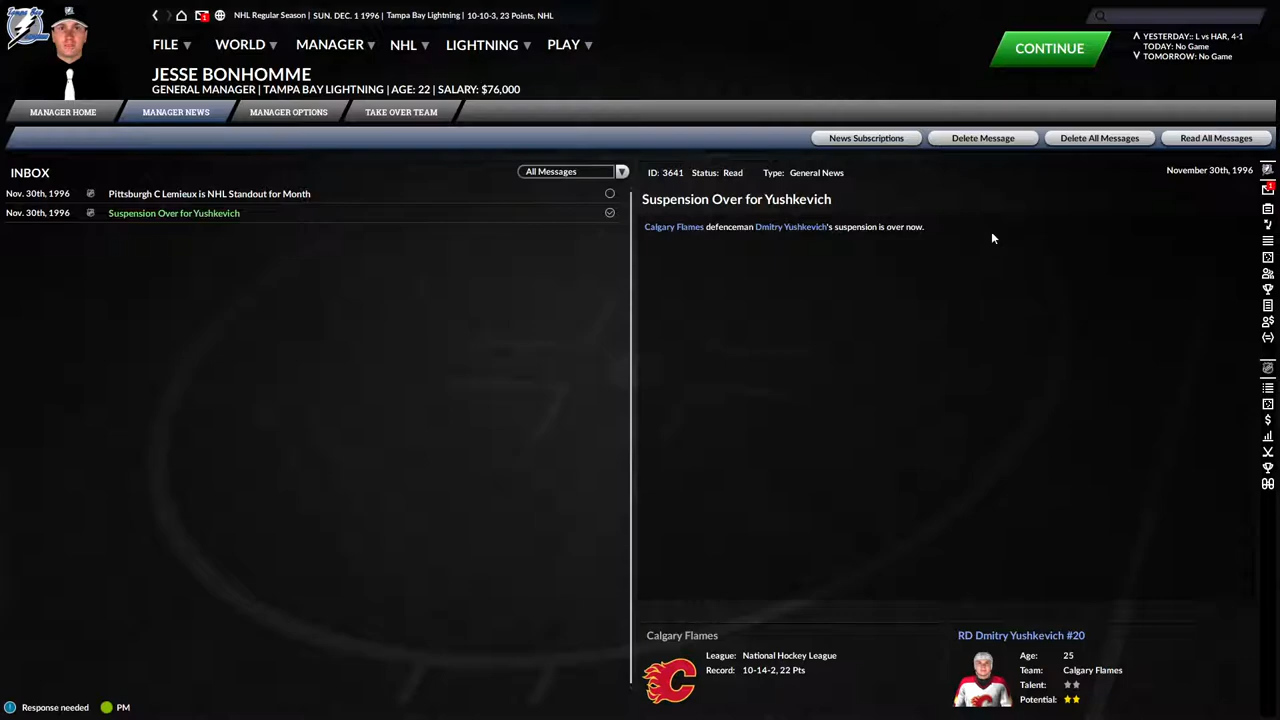 NHL Regular Season | SUN. DEC. 1 1996 | Tampa Bay Lightning | 10-10-3, 23 Points, NHL
FILE WORLD MANAGER NHL LIGHTNING PLAY
CONTINUE
YESTERDAY:: L vs HAR, 4-1
TODAY: No Game
TOMORROW: No Game
JESSE BONHOMME
GENERAL MANAGER | TAMPA BAY LIGHTNING | AGE: 22 | SALARY: $76,000
MANAGER HOME MANAGER NEWS MANAGER OPTIONS TAKE OVER TEAM
News Subscriptions Delete Message Delete All Messages Read All Messages
INBOX All Messages
Nov. 30th, 1996 Pittsburgh C Lemieux is NHL Standout for Month
Nov. 30th, 1996 Suspension Over for Yushkevich
ID: 3641 Status: Read Type: General News November 30th, 1996
Suspension Over for Yushkevich
Calgary Flames defenceman Dmitry Yushkevich's suspension is over now.
Calgary Flames
League: National Hockey League
Record: 10-14-2, 22 Pts
RD Dmitry Yushkevich #20
Age: 25
Team: Calgary Flames
Talent:
Potential:
Response needed PM